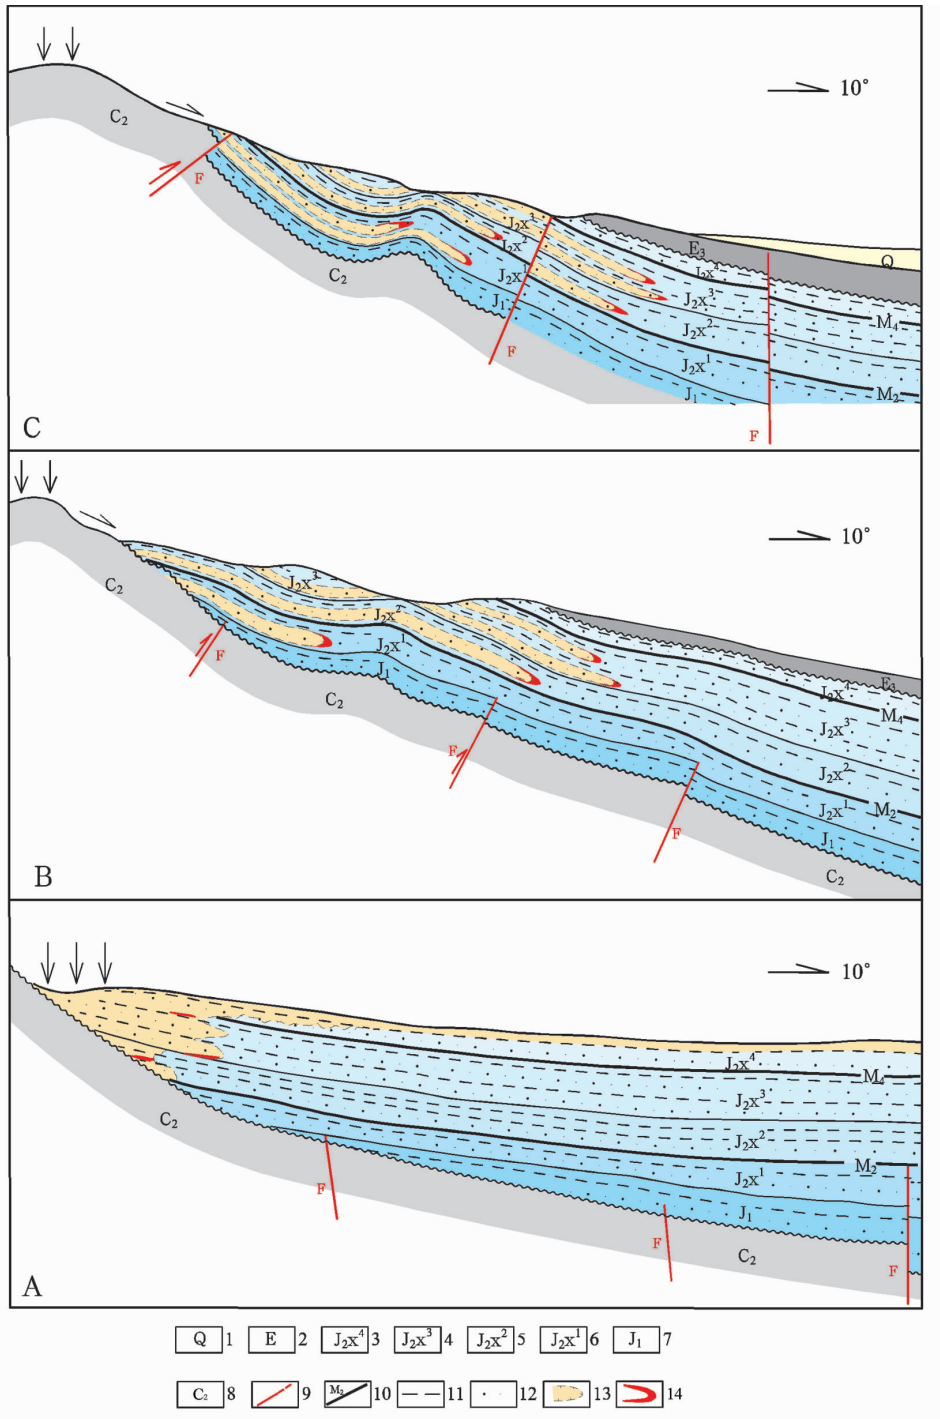 10°
C₂
F
J₂x¹
E₃
Q
J₂x²
J₂x⁴
C₂
J₂x¹
J₂x³
M₄
J₁
J₂x²
F
J₂x¹
M₂
J₁
C
F
10°
C₂
J₂x³
J₂x²
F
J₂x¹
J₁
E₃
J₂x⁴
C₂
M₄
J₂x³
F
J₂x²
J₂x¹
M₂
F
J₁
B
C₂
10°
J₂x⁴
M₄
J₂x³
C₂
J₂x²
M₂
J₂x¹
F
J₁
F
C₂
F
A
Q 1 E 2 J₂x⁴ 3 J₂x³ 4 J₂x² 5 J₂x¹ 6 J₁ 7
C₂ 8 9 M₂ 10 11 12 13 14